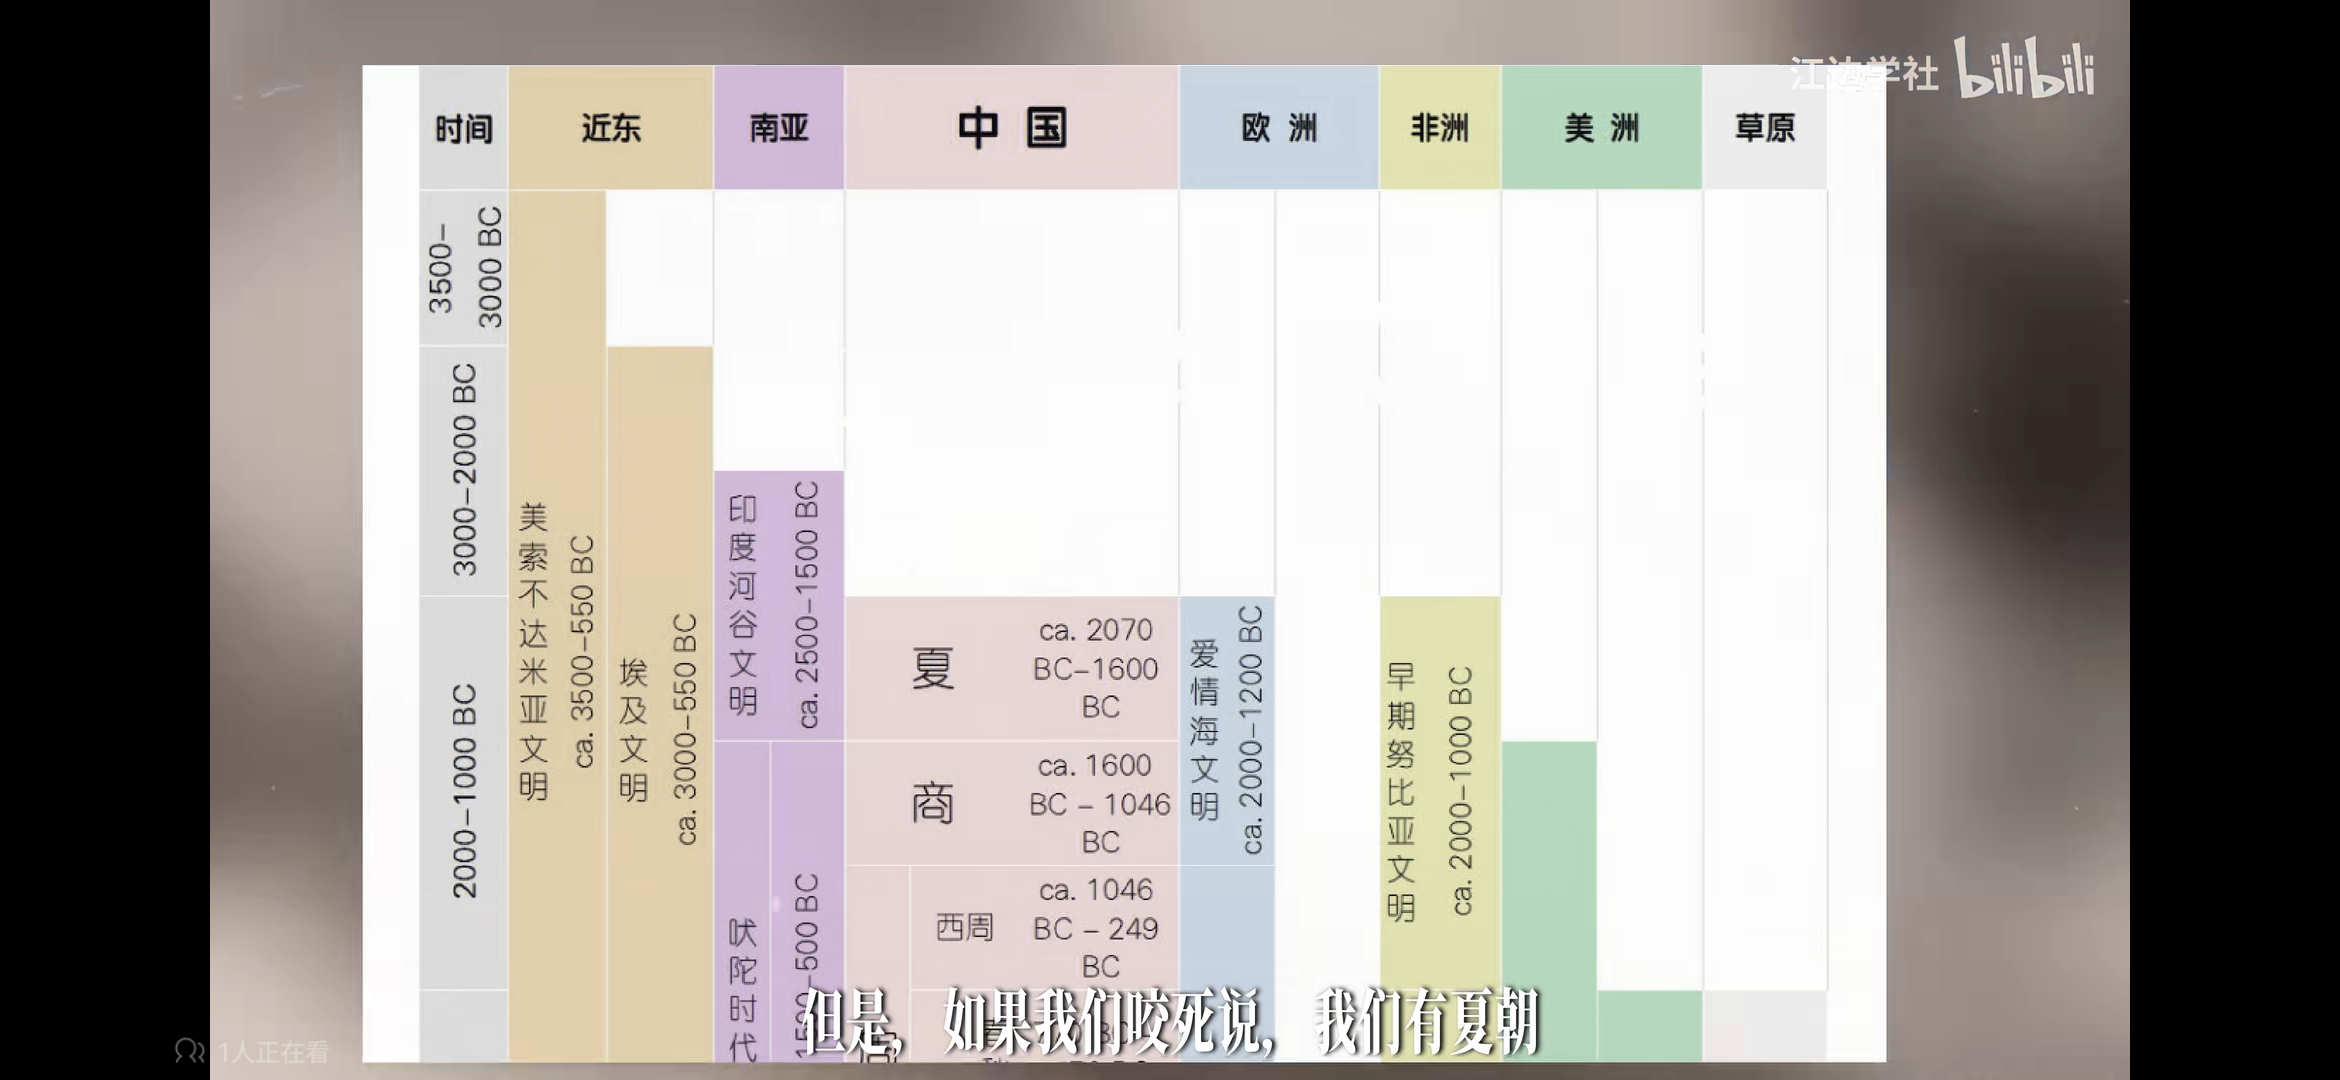 江边学社 bilibili
时间 近东 南亚 中国 欧洲 非洲 美洲 草原
3500-
3000 BC
3000-2000 BC
2000-1000 BC
美索不达米亚文明
ca. 3500-550 BC
埃及文明
ca. 3000-550 BC
印度河谷文明
ca. 2500-1500 BC
吠陀时代
1500-500 BC
夏
ca. 2070
BC-1600
BC
商
ca. 1600
BC - 1046
BC
西周
ca. 1046
BC - 249
BC
周
爱情海文明
ca. 2000-1200 BC
早期努比亚文明
ca. 2000-1000 BC
但是，如果我们咬死说，我们有夏朝
1人正在看